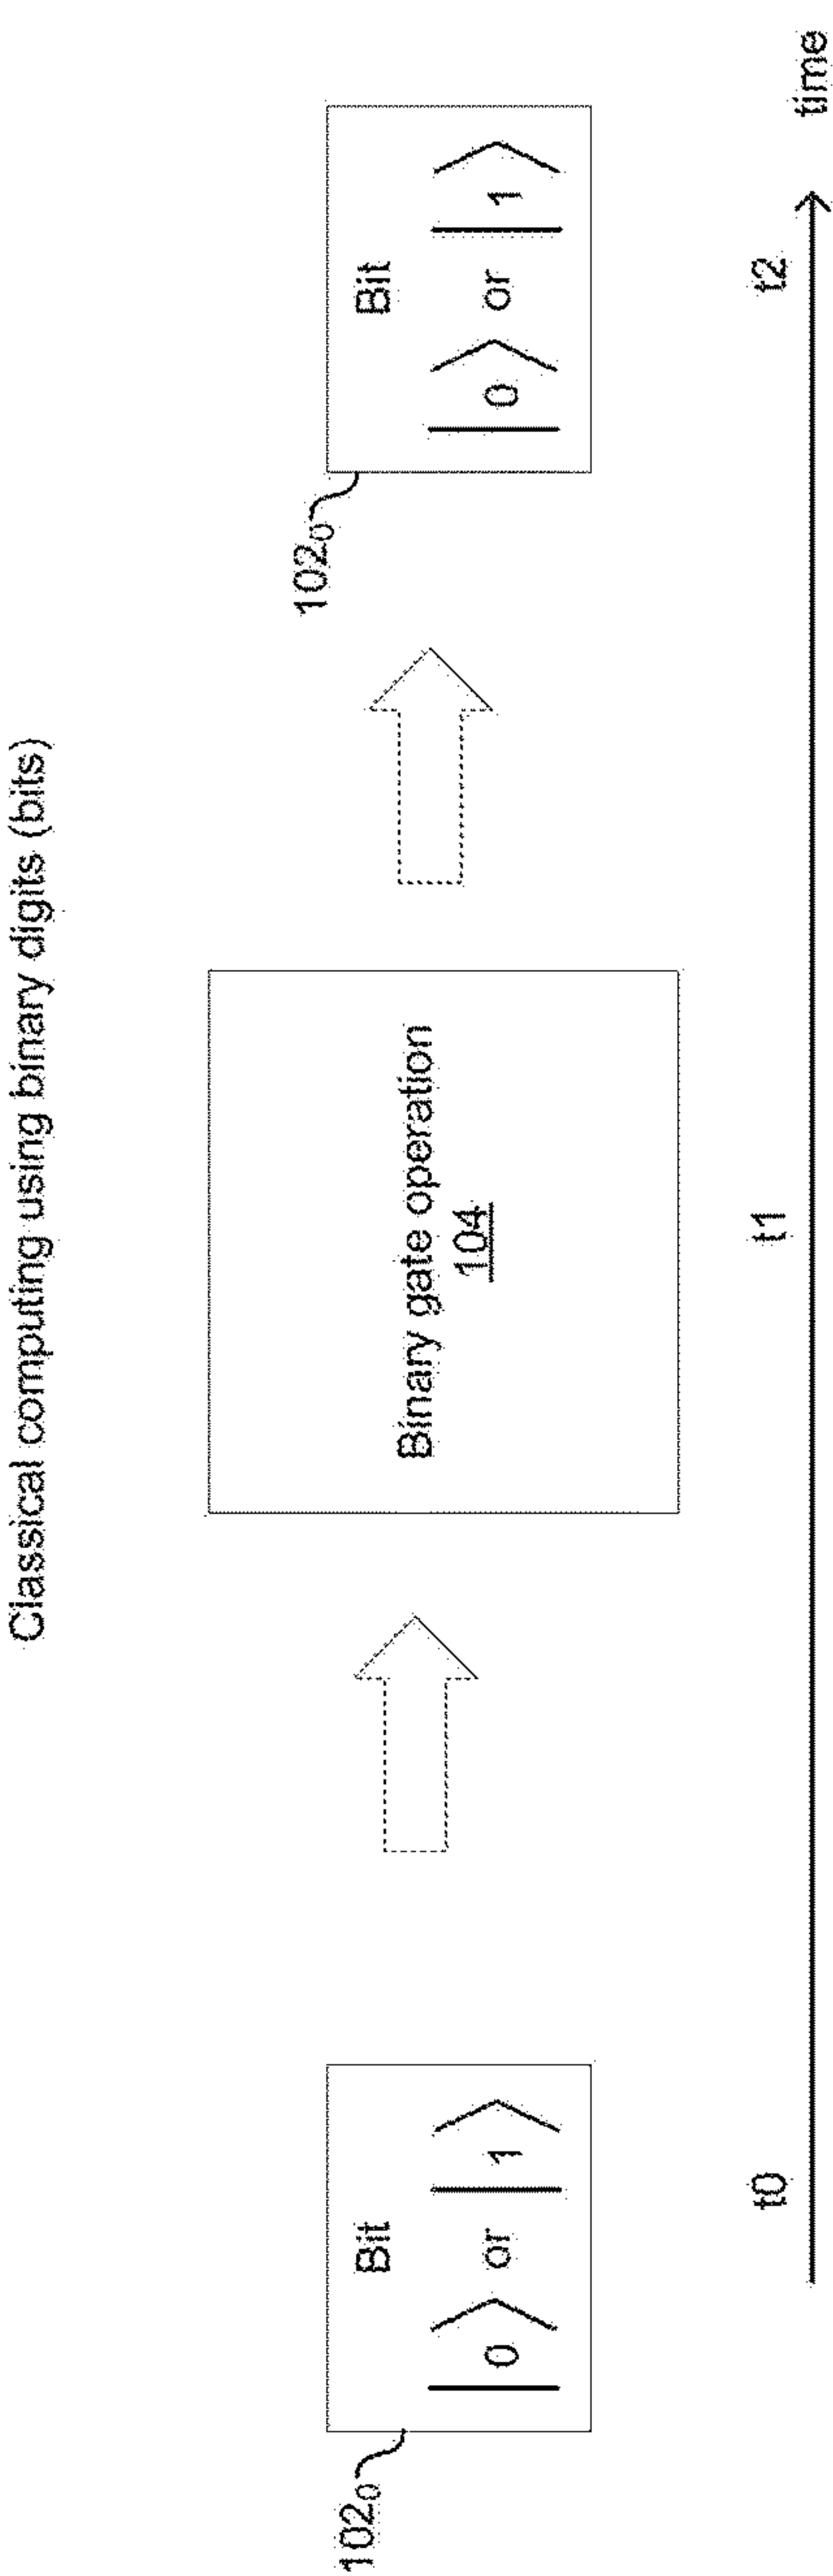 Classical computing using binary digits (bits)
102₀
Bit
|0⟩ or |1⟩
Binary gate operation
104
102₀
Bit
|0⟩ or |1⟩
t0
t1
t2
time